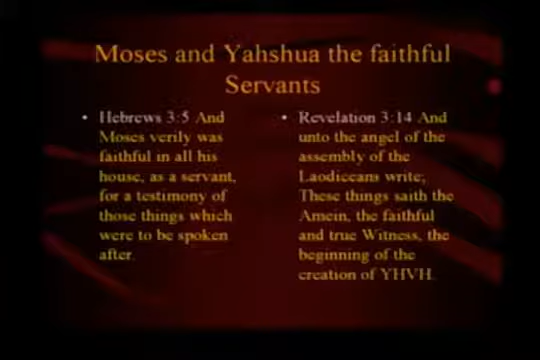 Moses and Yahshua the faithful
Servants
• Hebrews 3:5 And
Moses verily was
faithful in all his
house, as a servant,
for a testimony of
those things which
were to be spoken
after.
• Revelation 3:14 And
unto the angel of the
assembly of the
Laodiceans write;
These things saith the
Amein, the faithful
and true Witness, the
beginning of the
creation of YHVH.